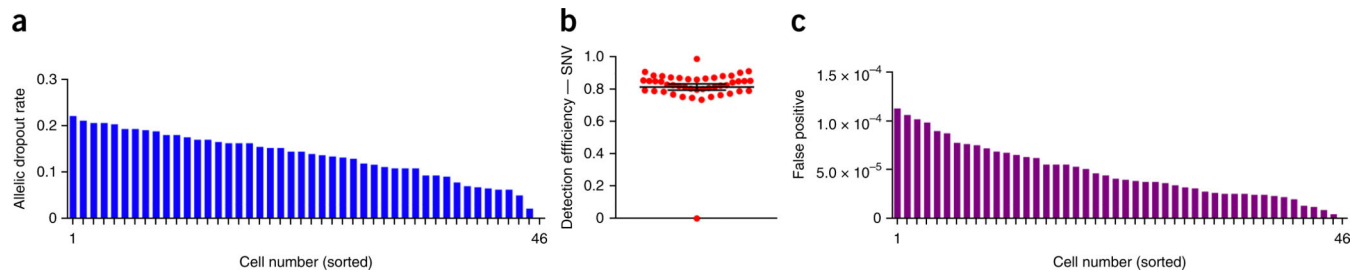 a
Allelic dropout rate
0.3
0.2
0.1
0
1
46
Cell number (sorted)
b
Detection efficiency — SNV
1.0
0.8
0.6
0.4
0.2
0
c
False positive
1.5 × 10⁻⁴
1.0 × 10⁻⁴
5.0 × 10⁻⁵
0
1
46
Cell number (sorted)